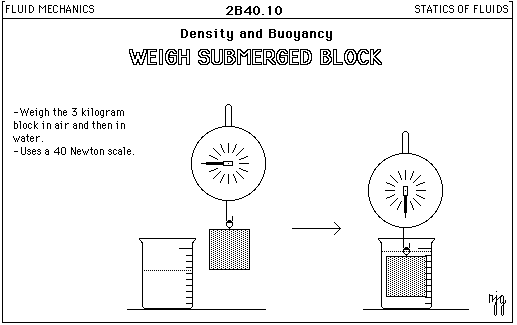 FLUID MECHANICS
2B40.10
STATICS OF FLUIDS
Density and Buoyancy
WEIGH SUBMERGED BLOCK
-Weigh the 3 kilogram
block in air and then in
water.
-Uses a 40 Newton scale.
njg